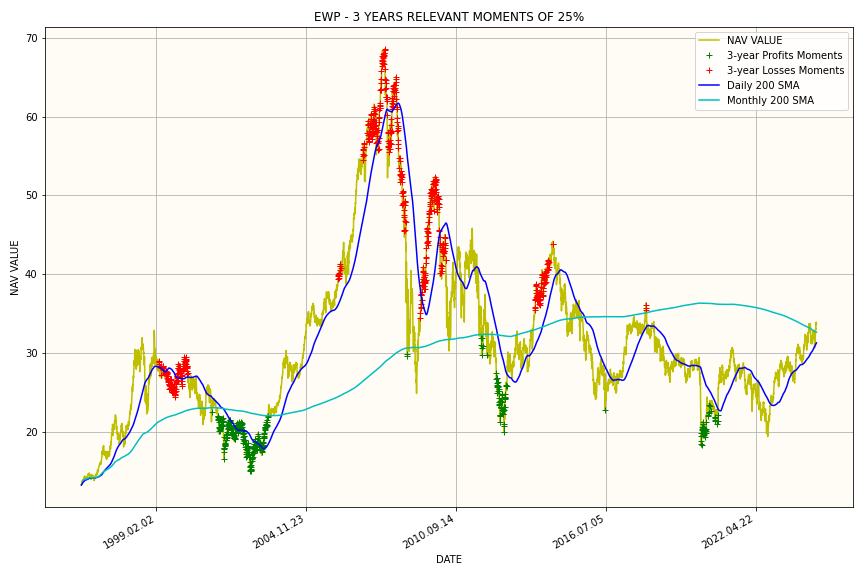 EWP - 3 YEARS RELEVANT MOMENTS OF 25%
NAV VALUE
3-year Profits Moments
3-year Losses Moments
Daily 200 SMA
Monthly 200 SMA
70
60
50
40
30
20
NAV VALUE
1999.02.02
2004.11.23
2010.09.14
2016.07.05
2022.04.22
DATE